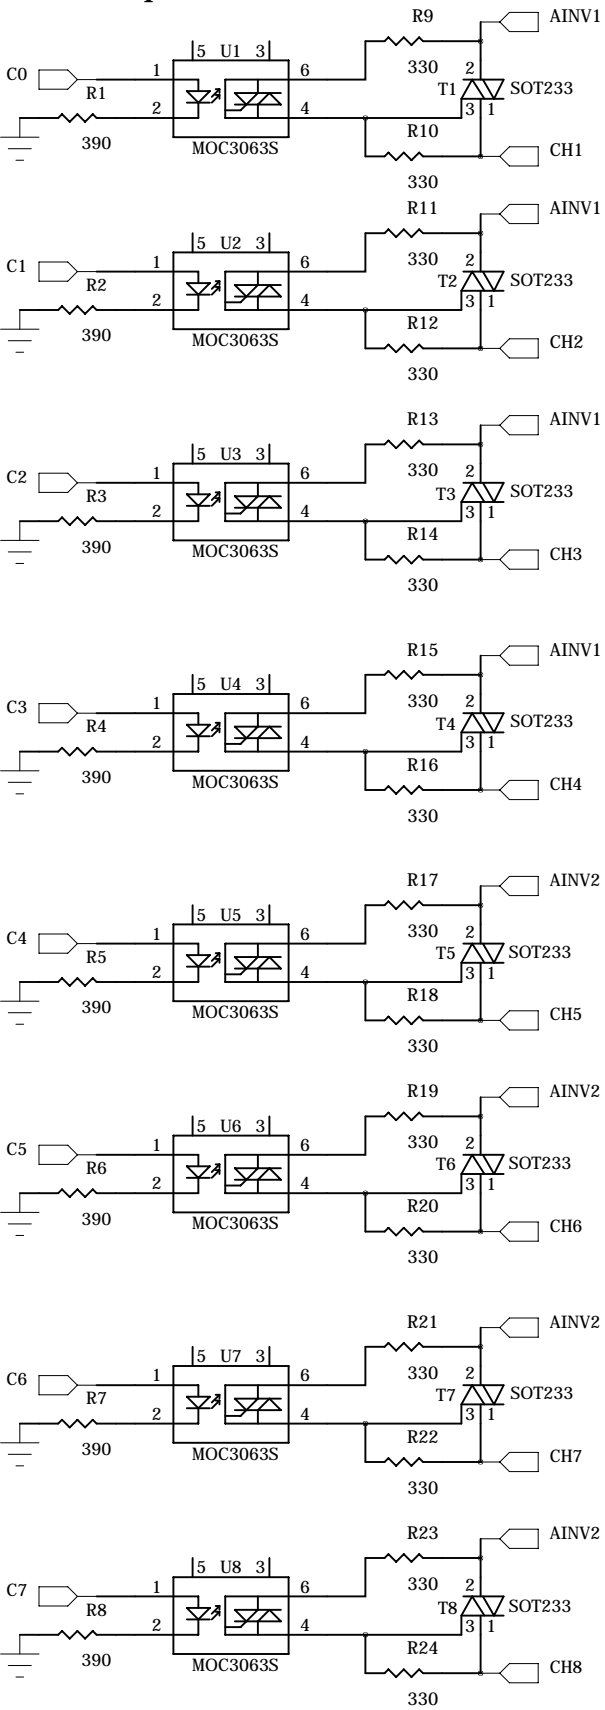 R9 AINV1
5 U1 3
C0 1 6 330 2
R1 T1 SOT233
2 4 3 1
390 MOC3063S R10 CH1
330
R11 AINV1
5 U2 3
C1 1 6 330 2
R2 T2 SOT233
2 4 3 1
390 MOC3063S R12 CH2
330
R13 AINV1
5 U3 3
C2 1 6 330 2
R3 T3 SOT233
2 4 3 1
390 MOC3063S R14 CH3
330
R15 AINV1
5 U4 3
C3 1 6 330 2
R4 T4 SOT233
2 4 3 1
390 MOC3063S R16 CH4
330
R17 AINV2
5 U5 3
C4 1 6 330 2
R5 T5 SOT233
2 4 3 1
390 MOC3063S R18 CH5
330
R19 AINV2
5 U6 3
C5 1 6 330 2
R6 T6 SOT233
2 4 3 1
390 MOC3063S R20 CH6
330
R21 AINV2
5 U7 3
C6 1 6 330 2
R7 T7 SOT233
2 4 3 1
390 MOC3063S R22 CH7
330
R23 AINV2
5 U8 3
C7 1 6 330 2
R8 T8 SOT233
2 4 3 1
390 MOC3063S R24 CH8
330